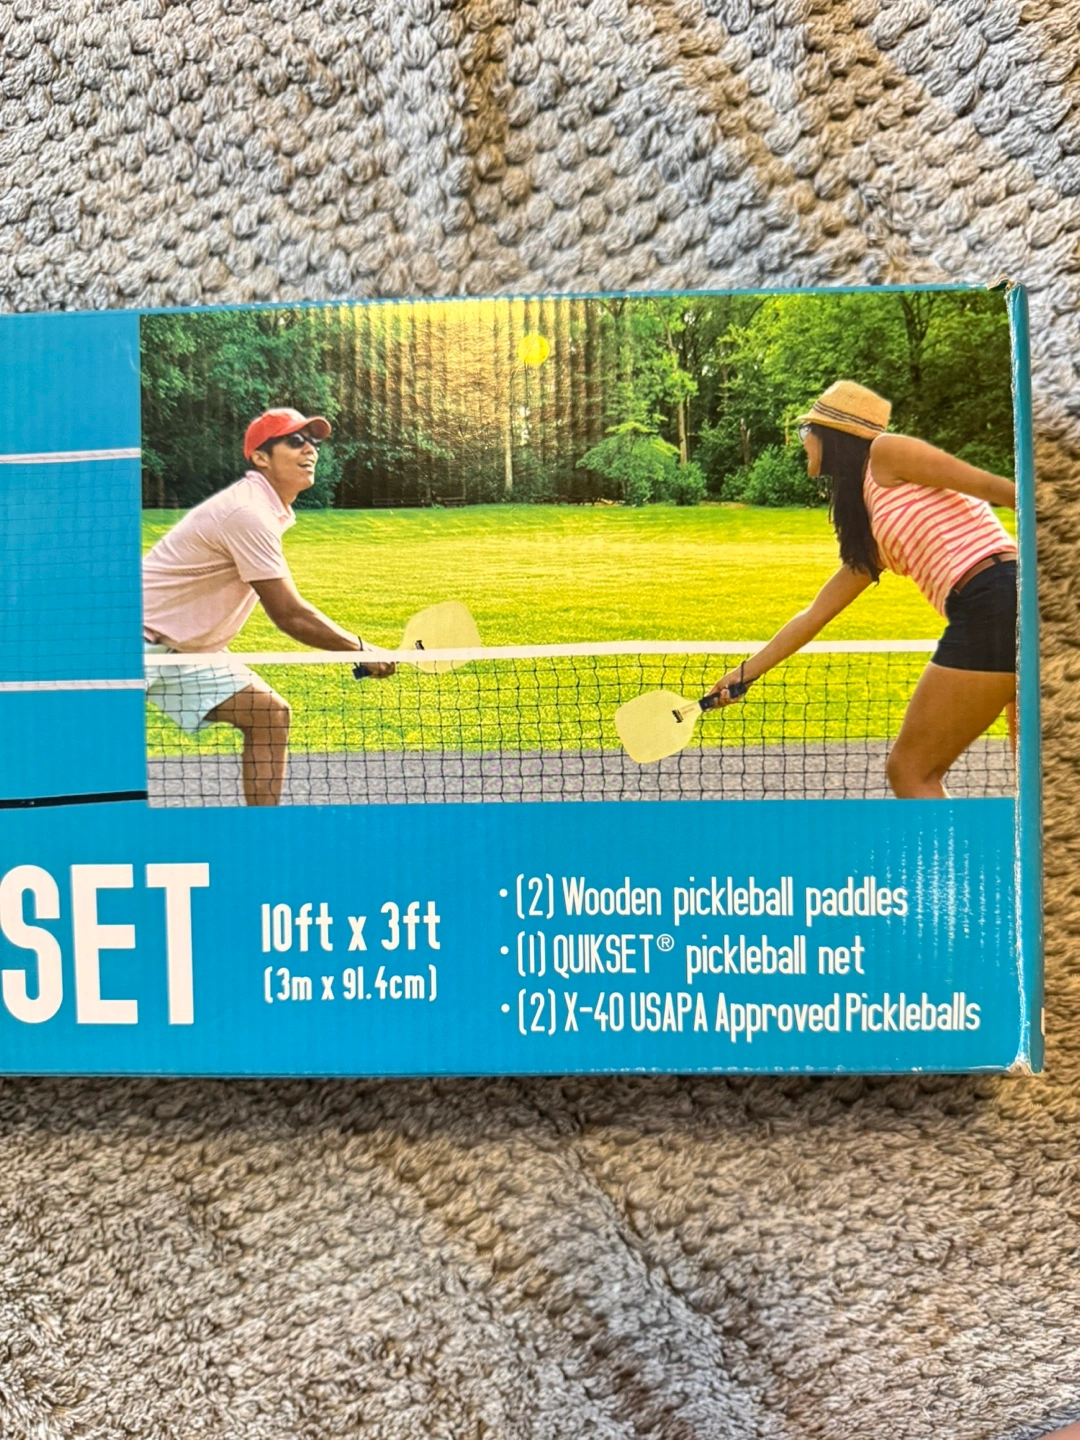 SET
10ft x 3ft
(3m x 91.4cm)
• (2) Wooden pickleball paddles
• (1) QUIKSET® pickleball net
• (2) X-40 USAPA Approved Pickleballs